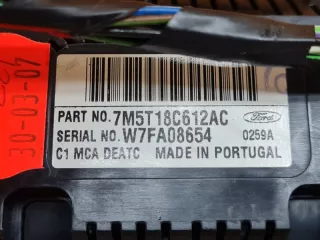 30-03-07
PART NO. 7M5T18C612AC
Ford
SERIAL NO. W7FA08654 0259A
C1 MCA DEATC MADE IN PORTUGAL